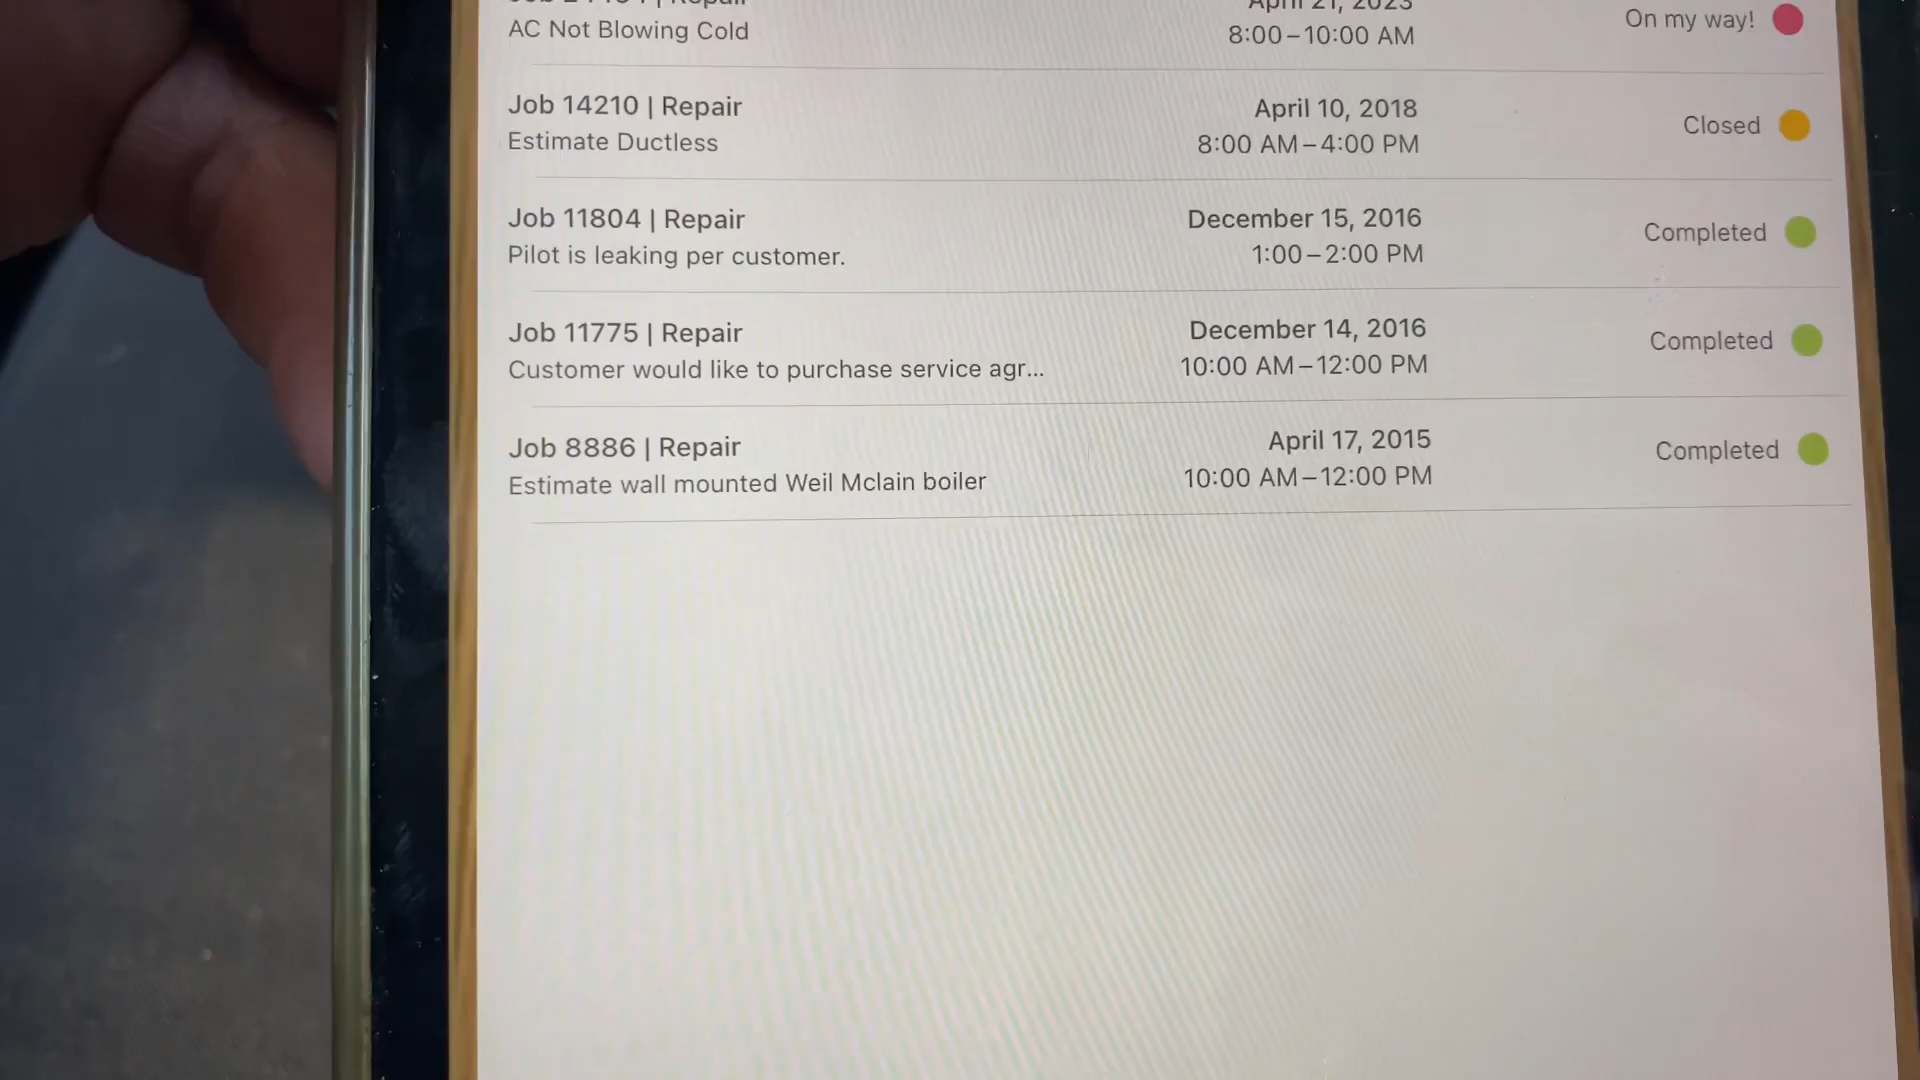 Job
April 21, 2023
AC Not Blowing Cold
8:00–10:00 AM
On my way!
Job 14210 | Repair
April 10, 2018
Estimate Ductless
8:00 AM–4:00 PM
Closed
Job 11804 | Repair
December 15, 2016
Pilot is leaking per customer.
1:00–2:00 PM
Completed
Job 11775 | Repair
December 14, 2016
Customer would like to purchase service agr...
10:00 AM–12:00 PM
Completed
Job 8886 | Repair
April 17, 2015
Estimate wall mounted Weil Mclain boiler
10:00 AM–12:00 PM
Completed